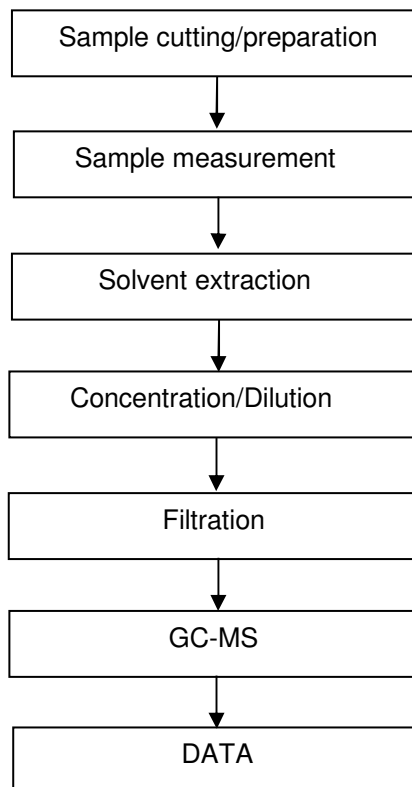 Sample cutting/preparation
Sample measurement
Solvent extraction
Concentration/Dilution
Filtration
GC-MS
DATA